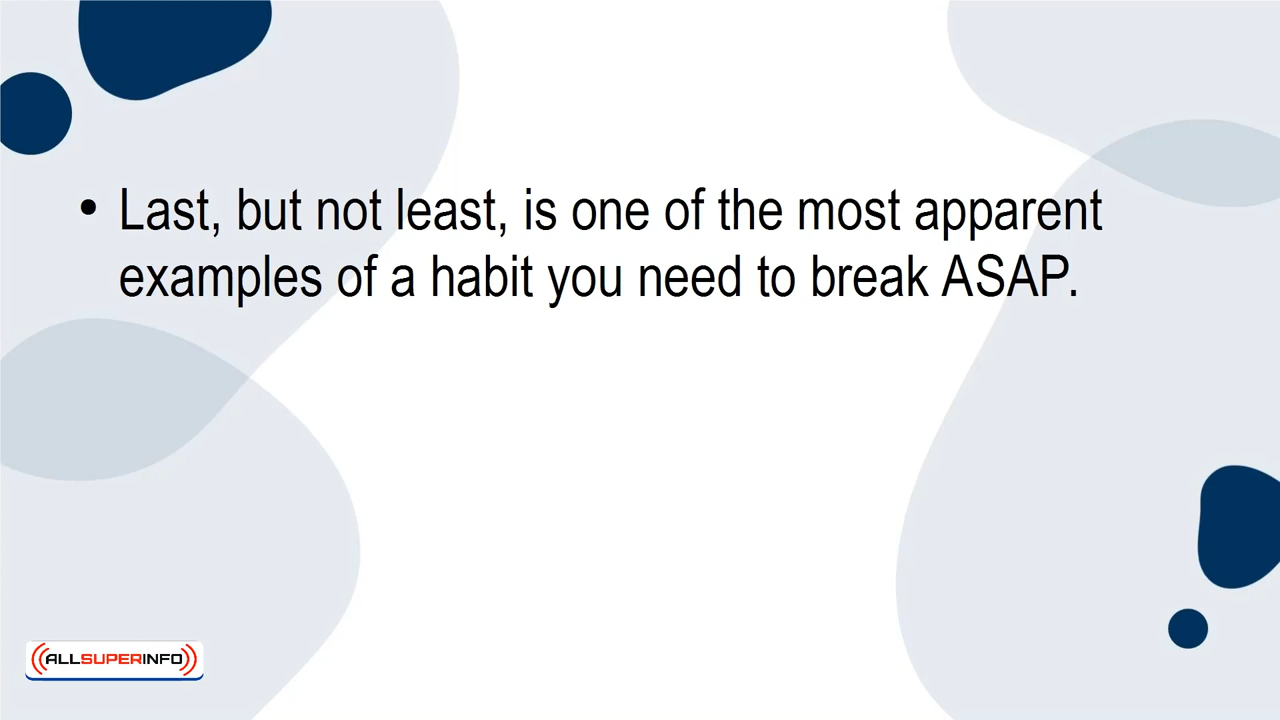 • Last, but not least, is one of the most apparent
examples of a habit you need to break ASAP.
ALLSUPERINFO